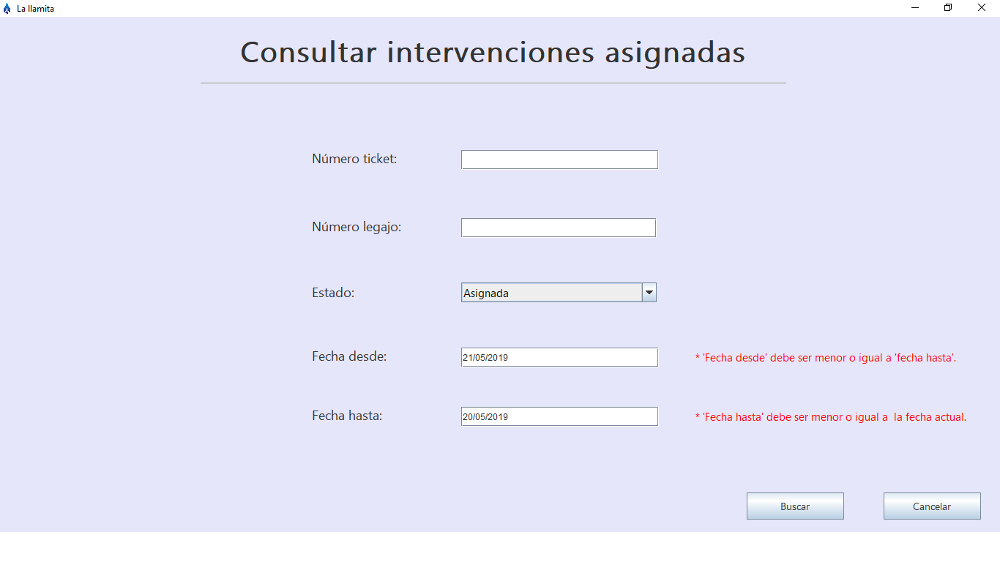 La llamita
Consultar intervenciones asignadas
Número ticket:
Número legajo:
Estado: Asignada
Fecha desde: 21/05/2019 * 'Fecha desde' debe ser menor o igual a 'fecha hasta'.
Fecha hasta: 20/05/2019 * 'Fecha hasta' debe ser menor o igual a  la fecha actual.
Buscar Cancelar